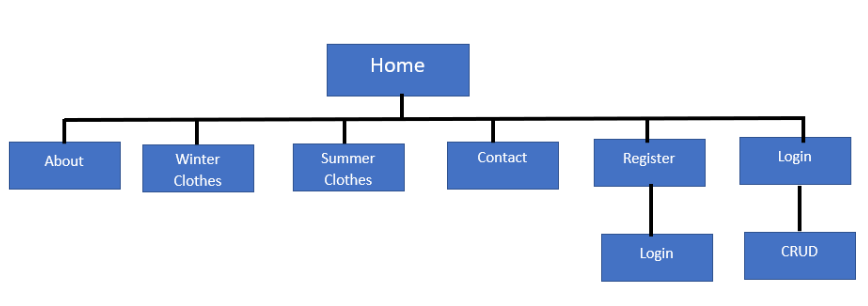 Home
About
Winter
Clothes
Summer
Clothes
Contact
Register
Login
Login
CRUD